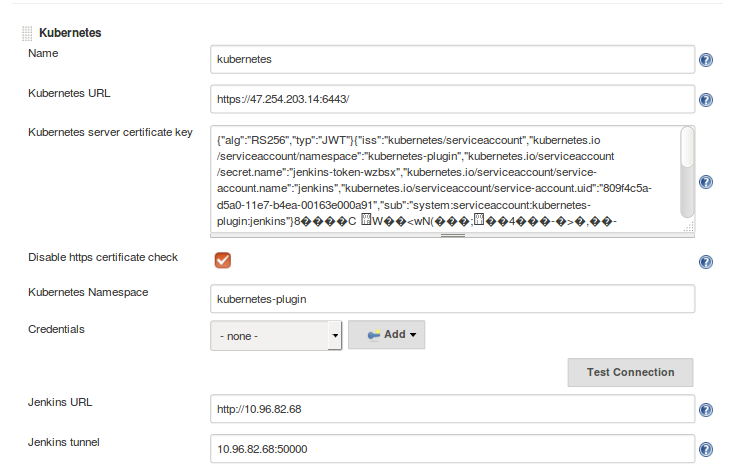 Kubernetes
Name
kubernetes
Kubernetes URL
https://47.254.203.14:6443/
Kubernetes server certificate key
{"alg":"RS256","typ":"JWT"}{"iss":"kubernetes/serviceaccount","kubernetes.io
/serviceaccount/namespace":"kubernetes-plugin","kubernetes.io/serviceaccount
/secret.name":"jenkins-token-wzbsx","kubernetes.io/serviceaccount/service-
account.name":"jenkins","kubernetes.io/serviceaccount/service-account.uid":"809f4c5a-
d5a0-11e7-b4ea-00163e000a91","sub":"system:serviceaccount:kubernetes-
plugin:jenkins"}8����C W��<wN(���;��4���-�>�,��-
Disable https certificate check
Kubernetes Namespace
kubernetes-plugin
Credentials
- none -
Add
Test Connection
Jenkins URL
http://10.96.82.68
Jenkins tunnel
10.96.82.68:50000